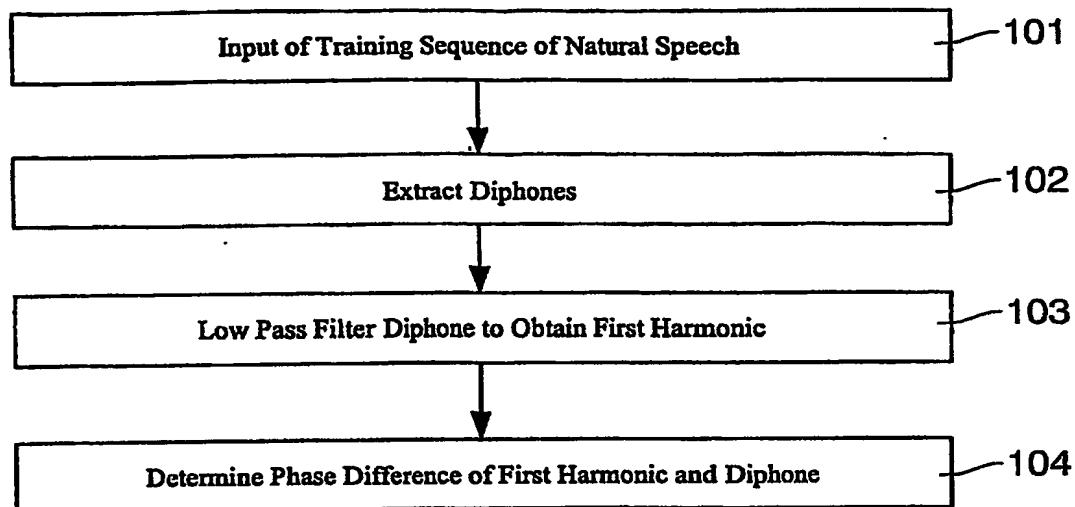 Input of Training Sequence of Natural Speech
101
Extract Diphones
102
Low Pass Filter Diphone to Obtain First Harmonic
103
Determine Phase Difference of First Harmonic and Diphone
104